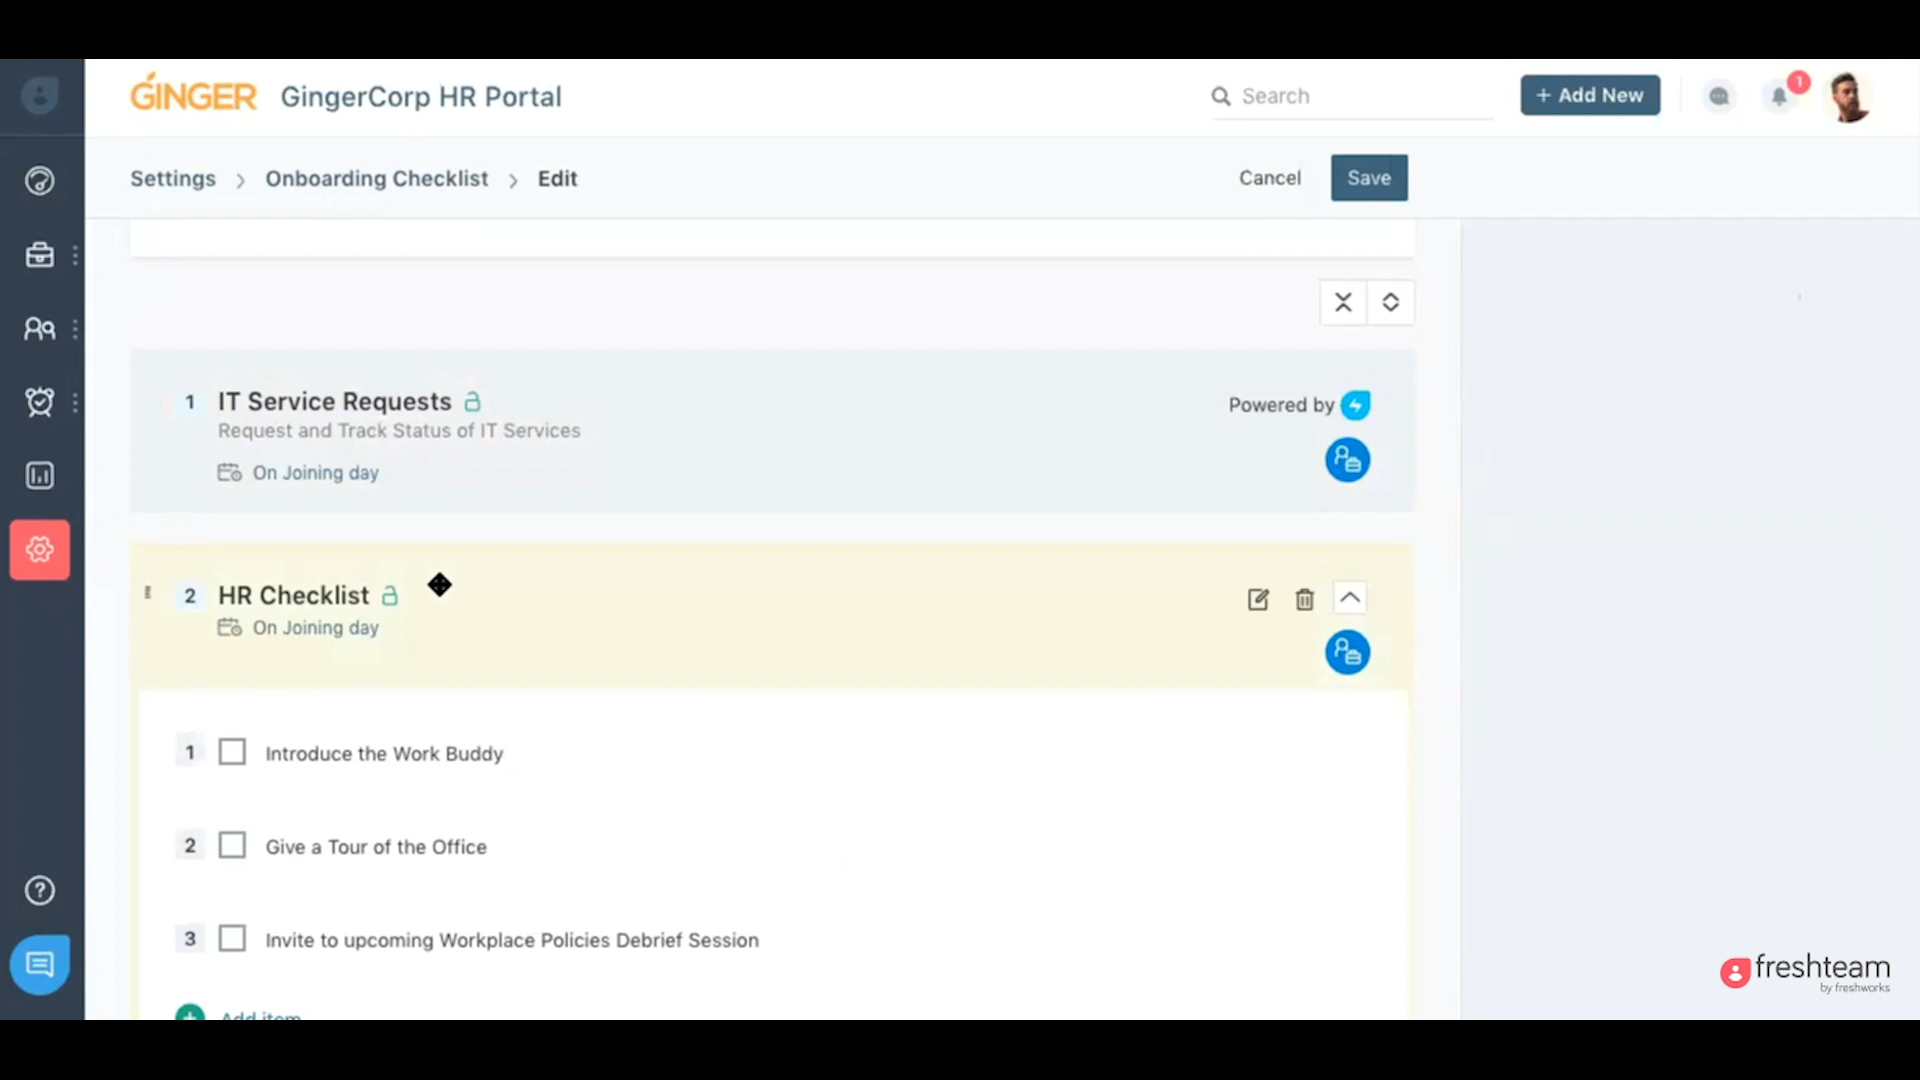 GINGER
GingerCorp HR Portal
Search
+ Add New
1
Settings > Onboarding Checklist > Edit
Cancel
Save
1 IT Service Requests
Powered by
Request and Track Status of IT Services
On Joining day
2 HR Checklist
On Joining day
1 Introduce the Work Buddy
2 Give a Tour of the Office
3 Invite to upcoming Workplace Policies Debrief Session
Add item
freshteam
by freshworks